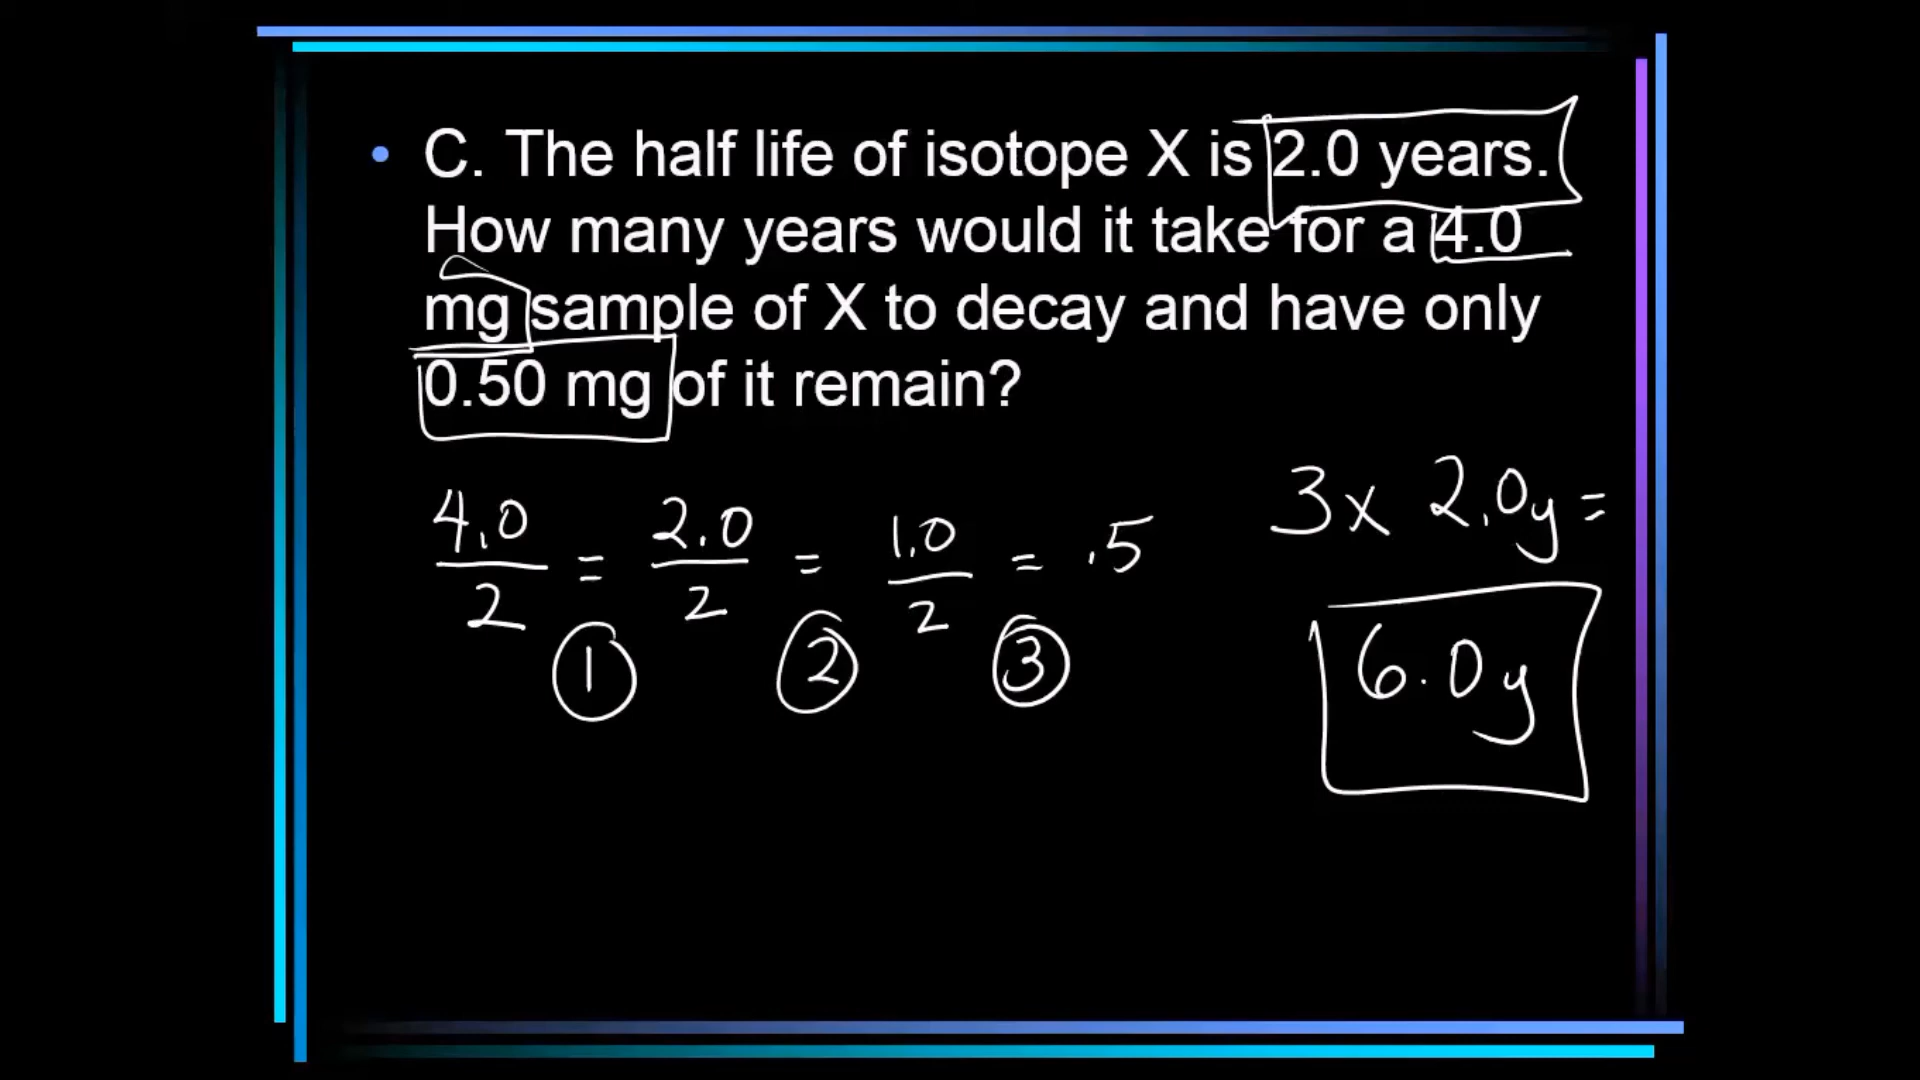 • C. The half life of isotope X is 2.0 years.
How many years would it take for a 4.0
mg sample of X to decay and have only
0.50 mg of it remain?
4.0/2 = 2.0/2 = 1.0/2 = .5
① ② ③
3 x 2.0y =
6.0y